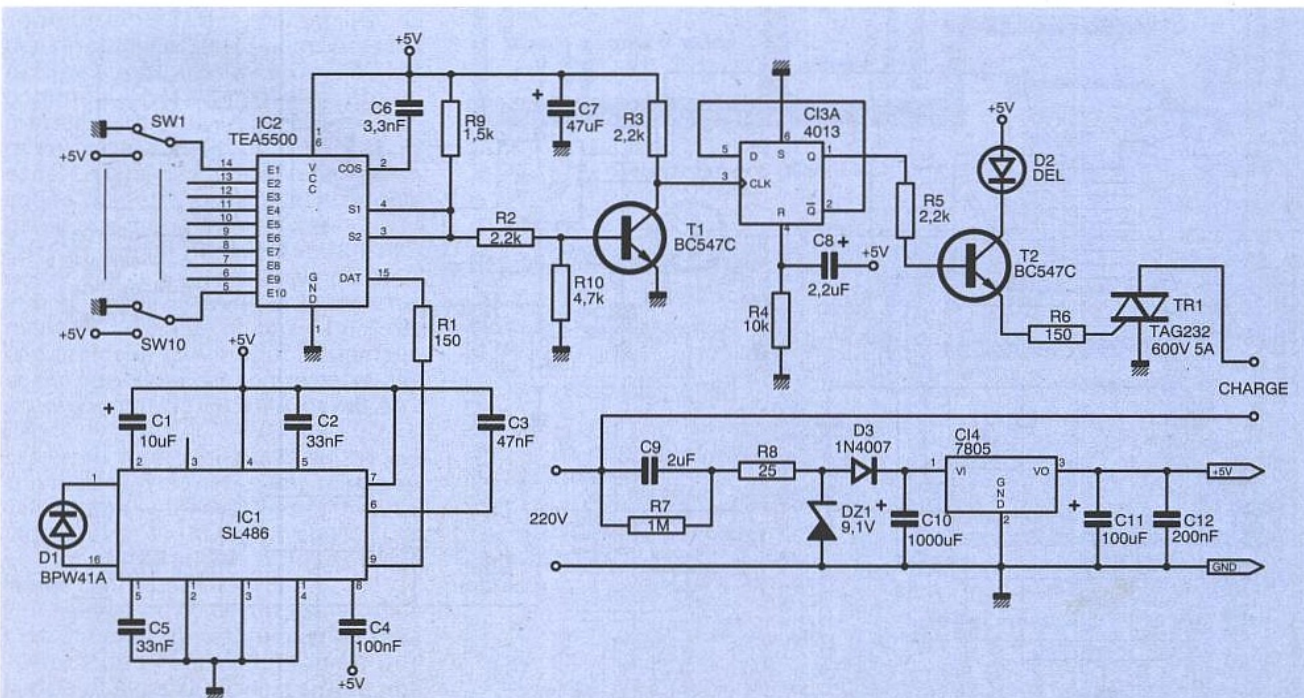 +5V
SW1
+5V
IC2
TEA5500
14
13
12
11
10
9
8
7
6
5
E1
E2
E3
E4
E5
E6
E7
E8
E9
E10
1
6
V
C
C
COS
2
S1
4
S2
3
DAT
15
G
N
D
1
+5V
SW10
C6
3,3nF
R9
1,5k
+
C7
47uF
R3
2,2k
R2
2,2k
R10
4,7k
R1
150
T1
BC547C
CI3A
4013
6
5
D
S
Q
1
3
CLK
R
Q
2
4
C8 +
+5V
2,2uF
R4
10k
R5
2,2k
+5V
D2
DEL
T2
BC547C
R6
150
TR1
TAG232
600V 5A
CHARGE
+5V
+
C1
10uF
C2
33nF
C3
47nF
2
3
4
5
1
7
6
IC1
SL486
D1
BPW41A
16
9
1
5
1
2
1
3
1
4
8
C5
33nF
C4
100nF
+5V
220V
C9
2uF
R7
1M
R8
25
D3
1N4007
DZ1
9,1V
+
C10
1000uF
CI4
7805
1
VI
VO
3
G
N
D
2
+
C11
100uF
C12
200nF
+5V
GND